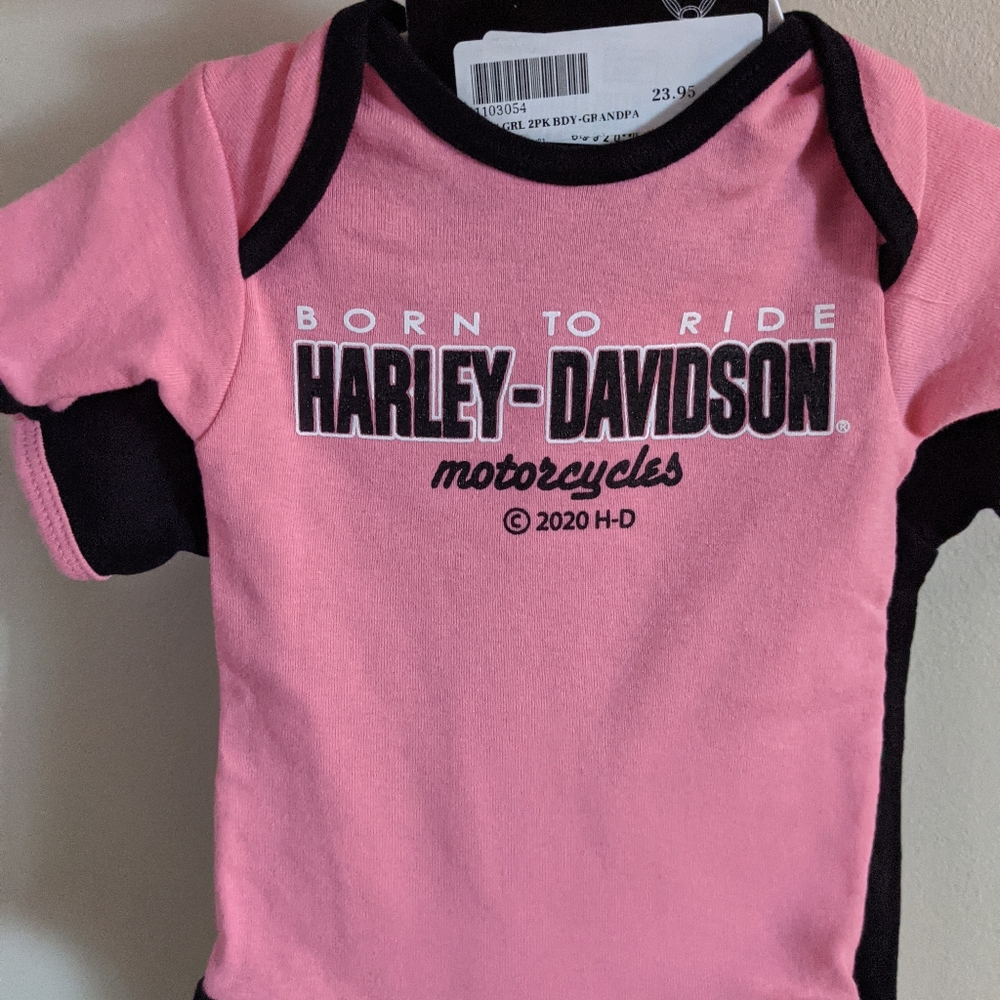 1103054
23.95
GRL 2PK BDY-GRANDPA
BORN TO RIDE
HARLEY-DAVIDSON®
motorcycles
© 2020 H-D